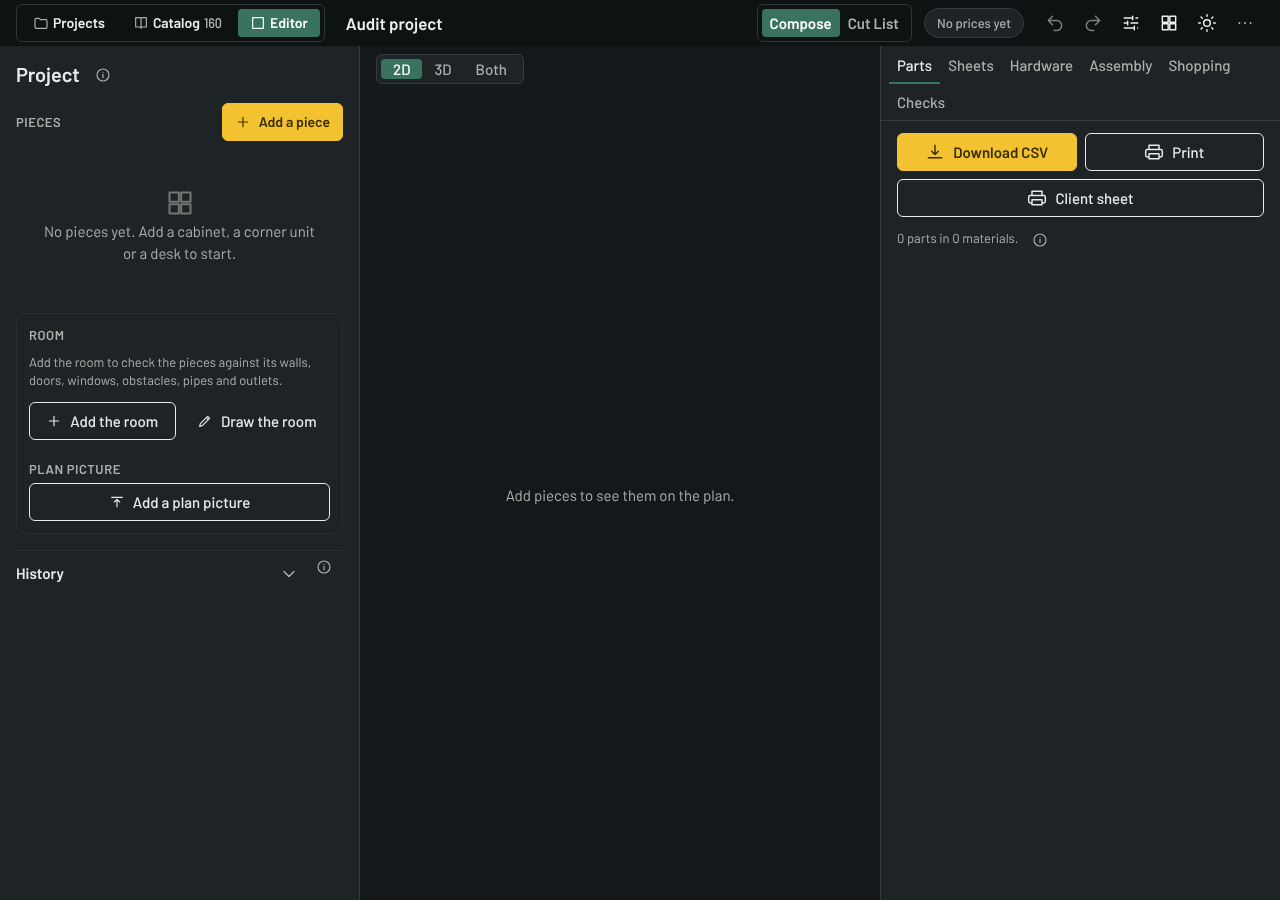 Projects
Catalog 160
Editor
Audit project
Compose
Cut List
No prices yet
Project
PIECES
Add a piece
No pieces yet. Add a cabinet, a corner unit
or a desk to start.
ROOM
Add the room to check the pieces against its walls,
doors, windows, obstacles, pipes and outlets.
Add the room
Draw the room
PLAN PICTURE
Add a plan picture
History
2D
3D
Both
Add pieces to see them on the plan.
Parts
Sheets
Hardware
Assembly
Shopping
Checks
Download CSV
Print
Client sheet
0 parts in 0 materials.